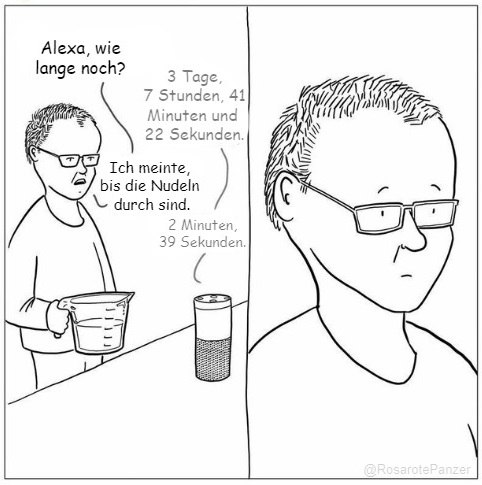 Alexa, wie
lange noch?
3 Tage,
7 Stunden, 41
Minuten und
22 Sekunden.
Ich meinte,
bis die Nudeln
durch sind.
2 Minuten,
39 Sekunden.
@RosarotePanzer